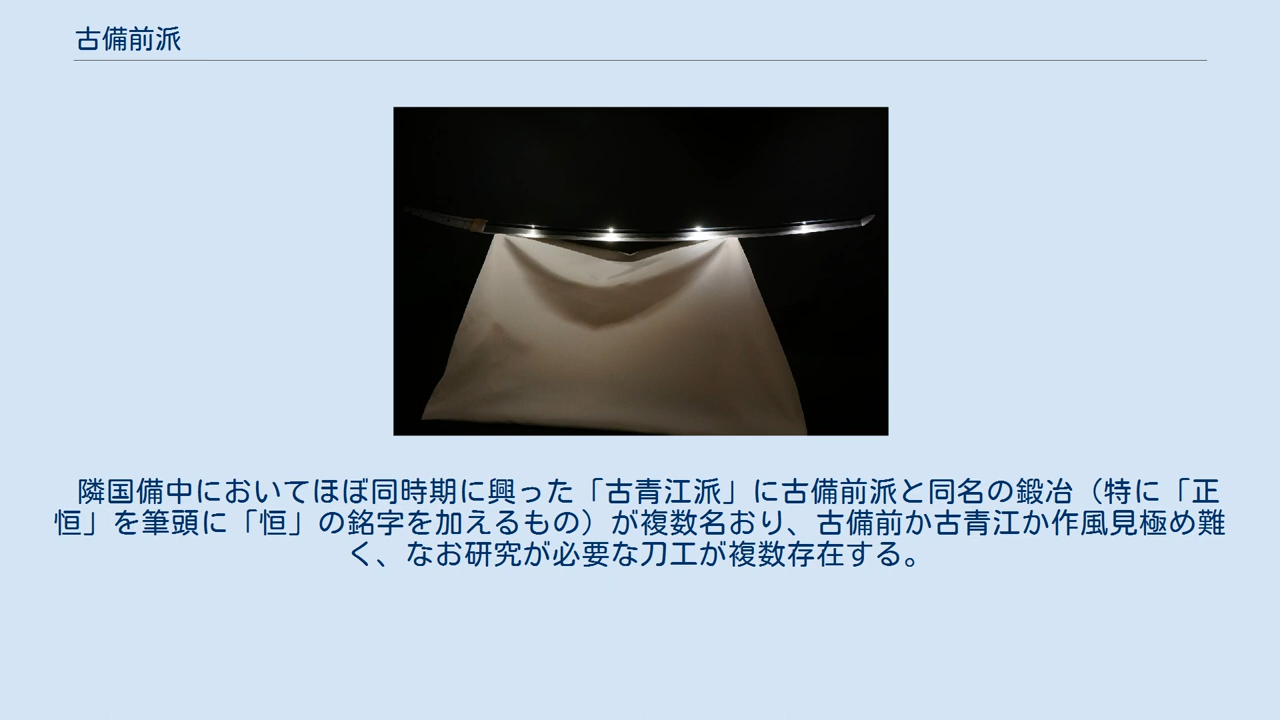 古備前派
隣国備中においてほぼ同時期に興った「古青江派」に古備前派と同名の鍛冶（特に「正
恒」を筆頭に「恒」の銘字を加えるもの）が複数名おり、古備前か古青江か作風見極め難
く、なお研究が必要な刀工が複数存在する。